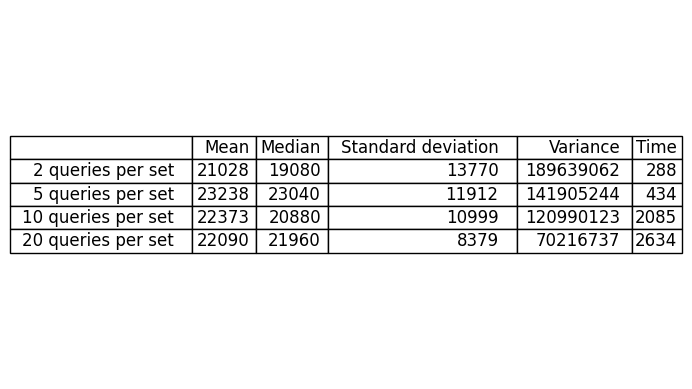 Mean Median Standard deviation Variance Time
2 queries per set 21028 19080 13770 189639062 288
5 queries per set 23238 23040 11912 141905244 434
10 queries per set 22373 20880 10999 120990123 2085
20 queries per set 22090 21960 8379 70216737 2634